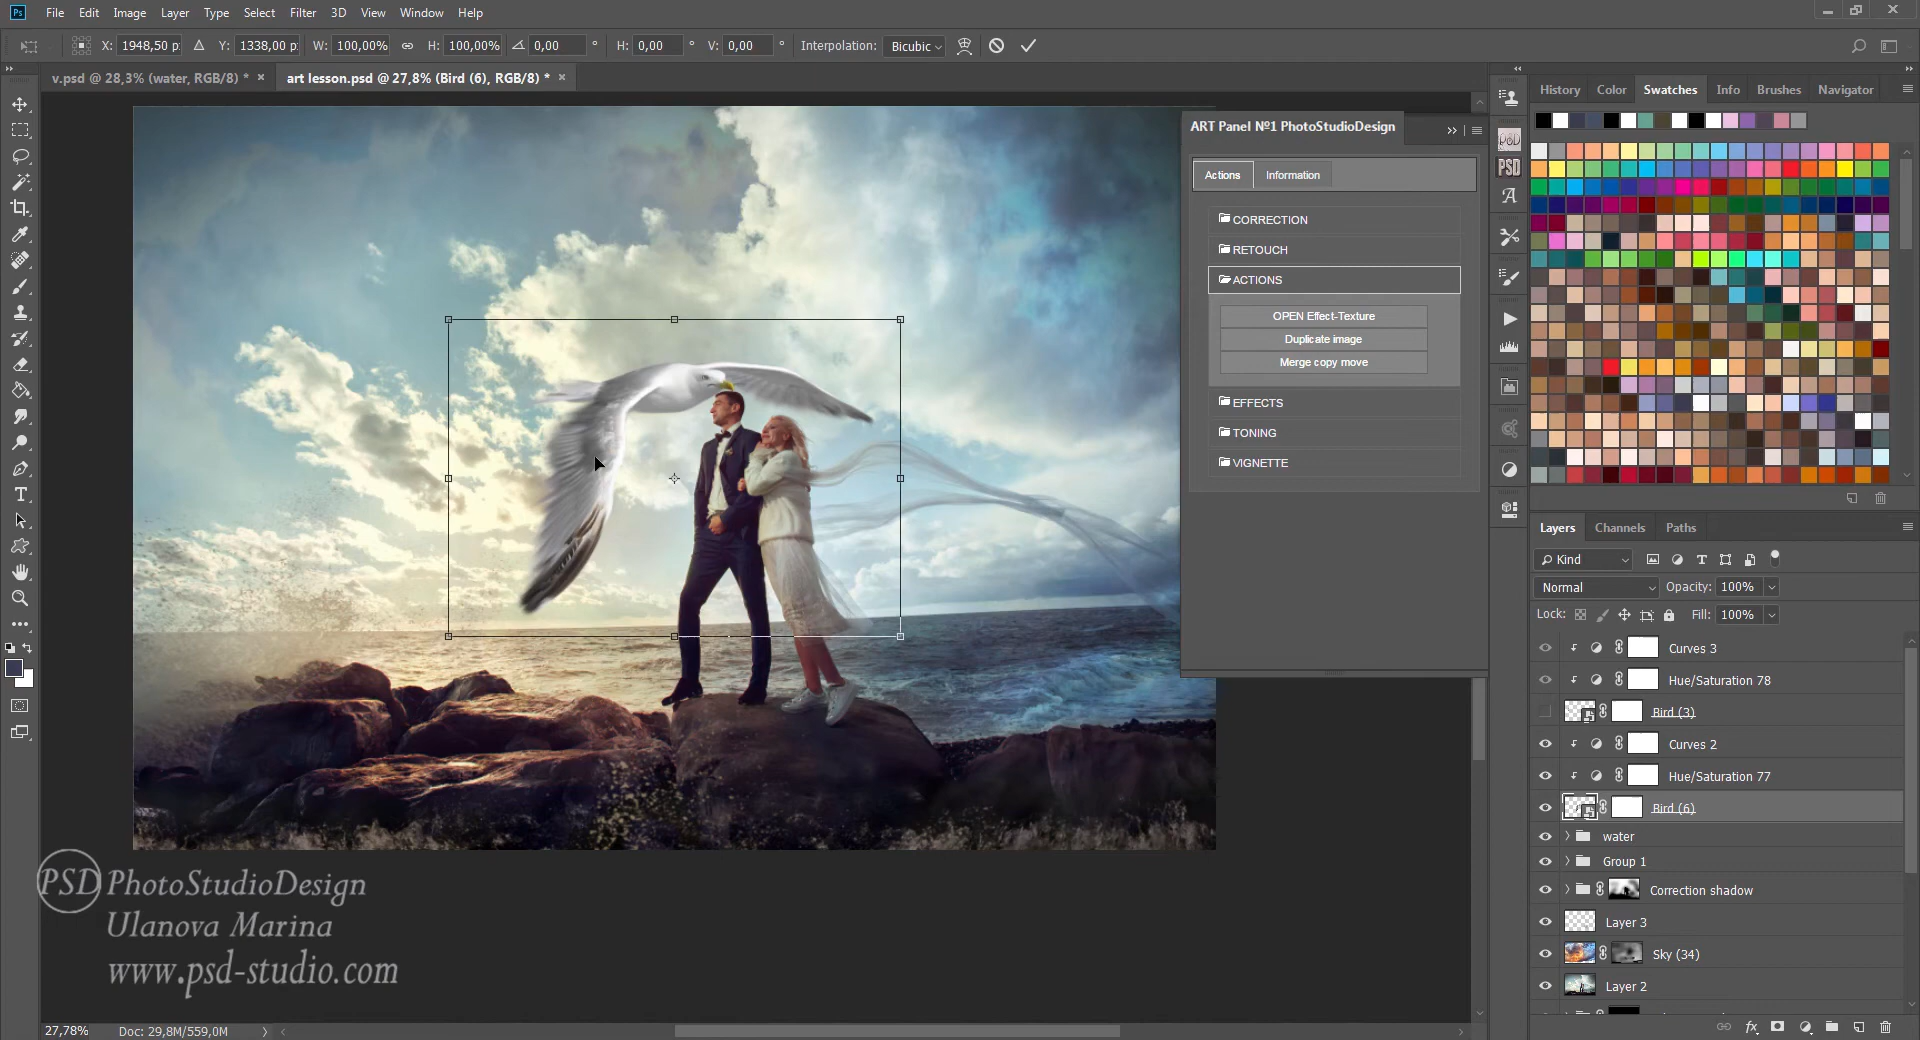 Ps File Edit Image Layer Type Select Filter 3D View Window Help
X: 1948,50 p Y: 1338,00 p W: 100,00% H: 100,00% 0,00 ° H: 0,00 ° V: 0,00 ° Interpolation: Bicubic
v.psd @ 28,3% (water, RGB/8) * × art lesson.psd @ 27,8% (Bird (6), RGB/8) * ×
ART Panel №1 PhotoStudioDesign
Actions Information
CORRECTION
RETOUCH
ACTIONS
OPEN Effect-Texture
Duplicate image
Merge copy move
EFFECTS
TONING
VIGNETTE
PSD
History Color Swatches Info Brushes Navigator
Layers Channels Paths
Kind
Normal Opacity: 100%
Lock: Fill: 100%
Curves 3
Hue/Saturation 78
Bird (3)
Curves 2
Hue/Saturation 77
Bird (6)
water
Group 1
Correction shadow
Layer 3
Sky (34)
Layer 2
PSD PhotoStudioDesign
Ulanova Marina
www.psd-studio.com
27,78% Doc: 29,8M/559,0M